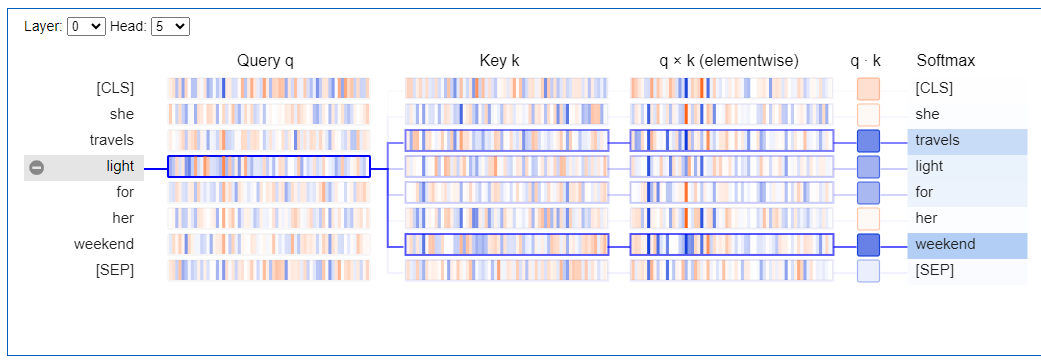 Layer: 0 Head: 5
Query q Key k q × k (elementwise) q · k Softmax
[CLS] [CLS]
she she
travels travels
light light
for for
her her
weekend weekend
[SEP] [SEP]